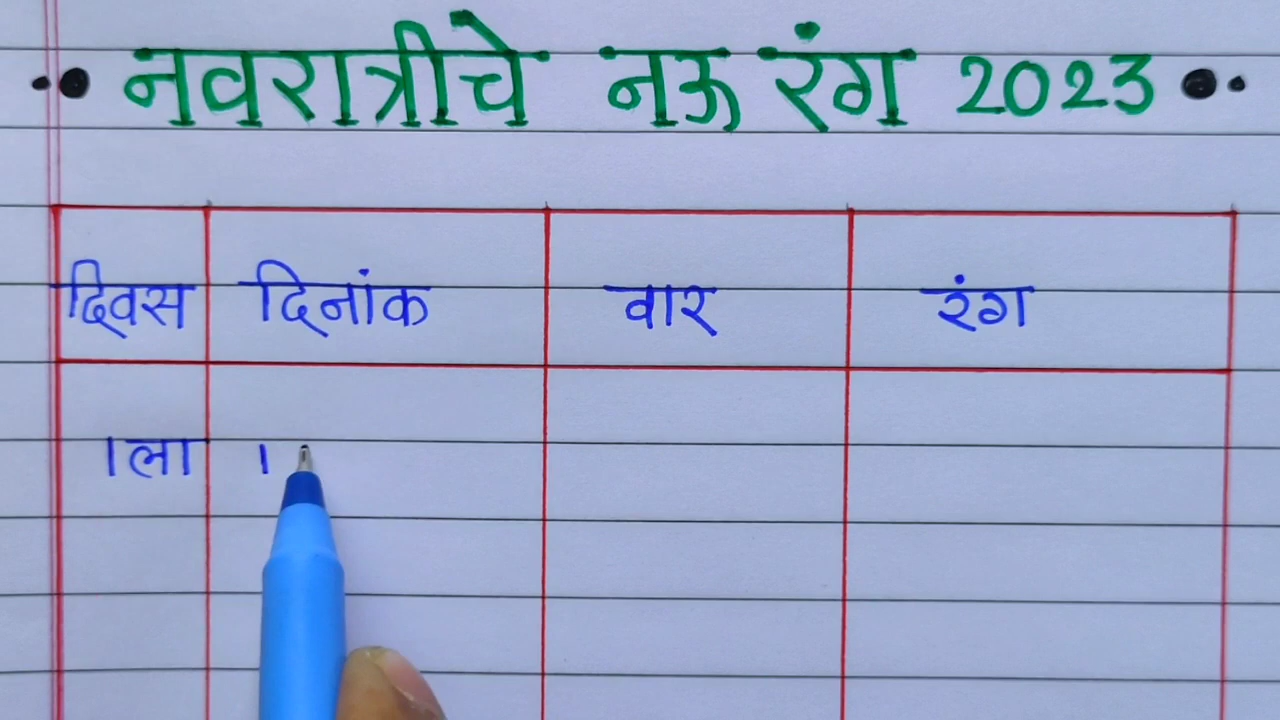 नवरात्रीचे नऊ रंग 2023
दिवस दिनांक वार रंग
1ला 1